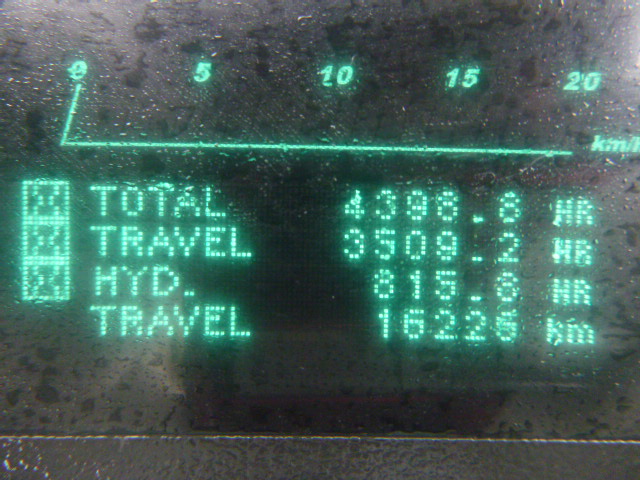 0 5 10 15 20
km/h
TOTAL 4398.8 HR
TRAVEL 3509.2 HR
HYD. 815.8 HR
TRAVEL 16226 km